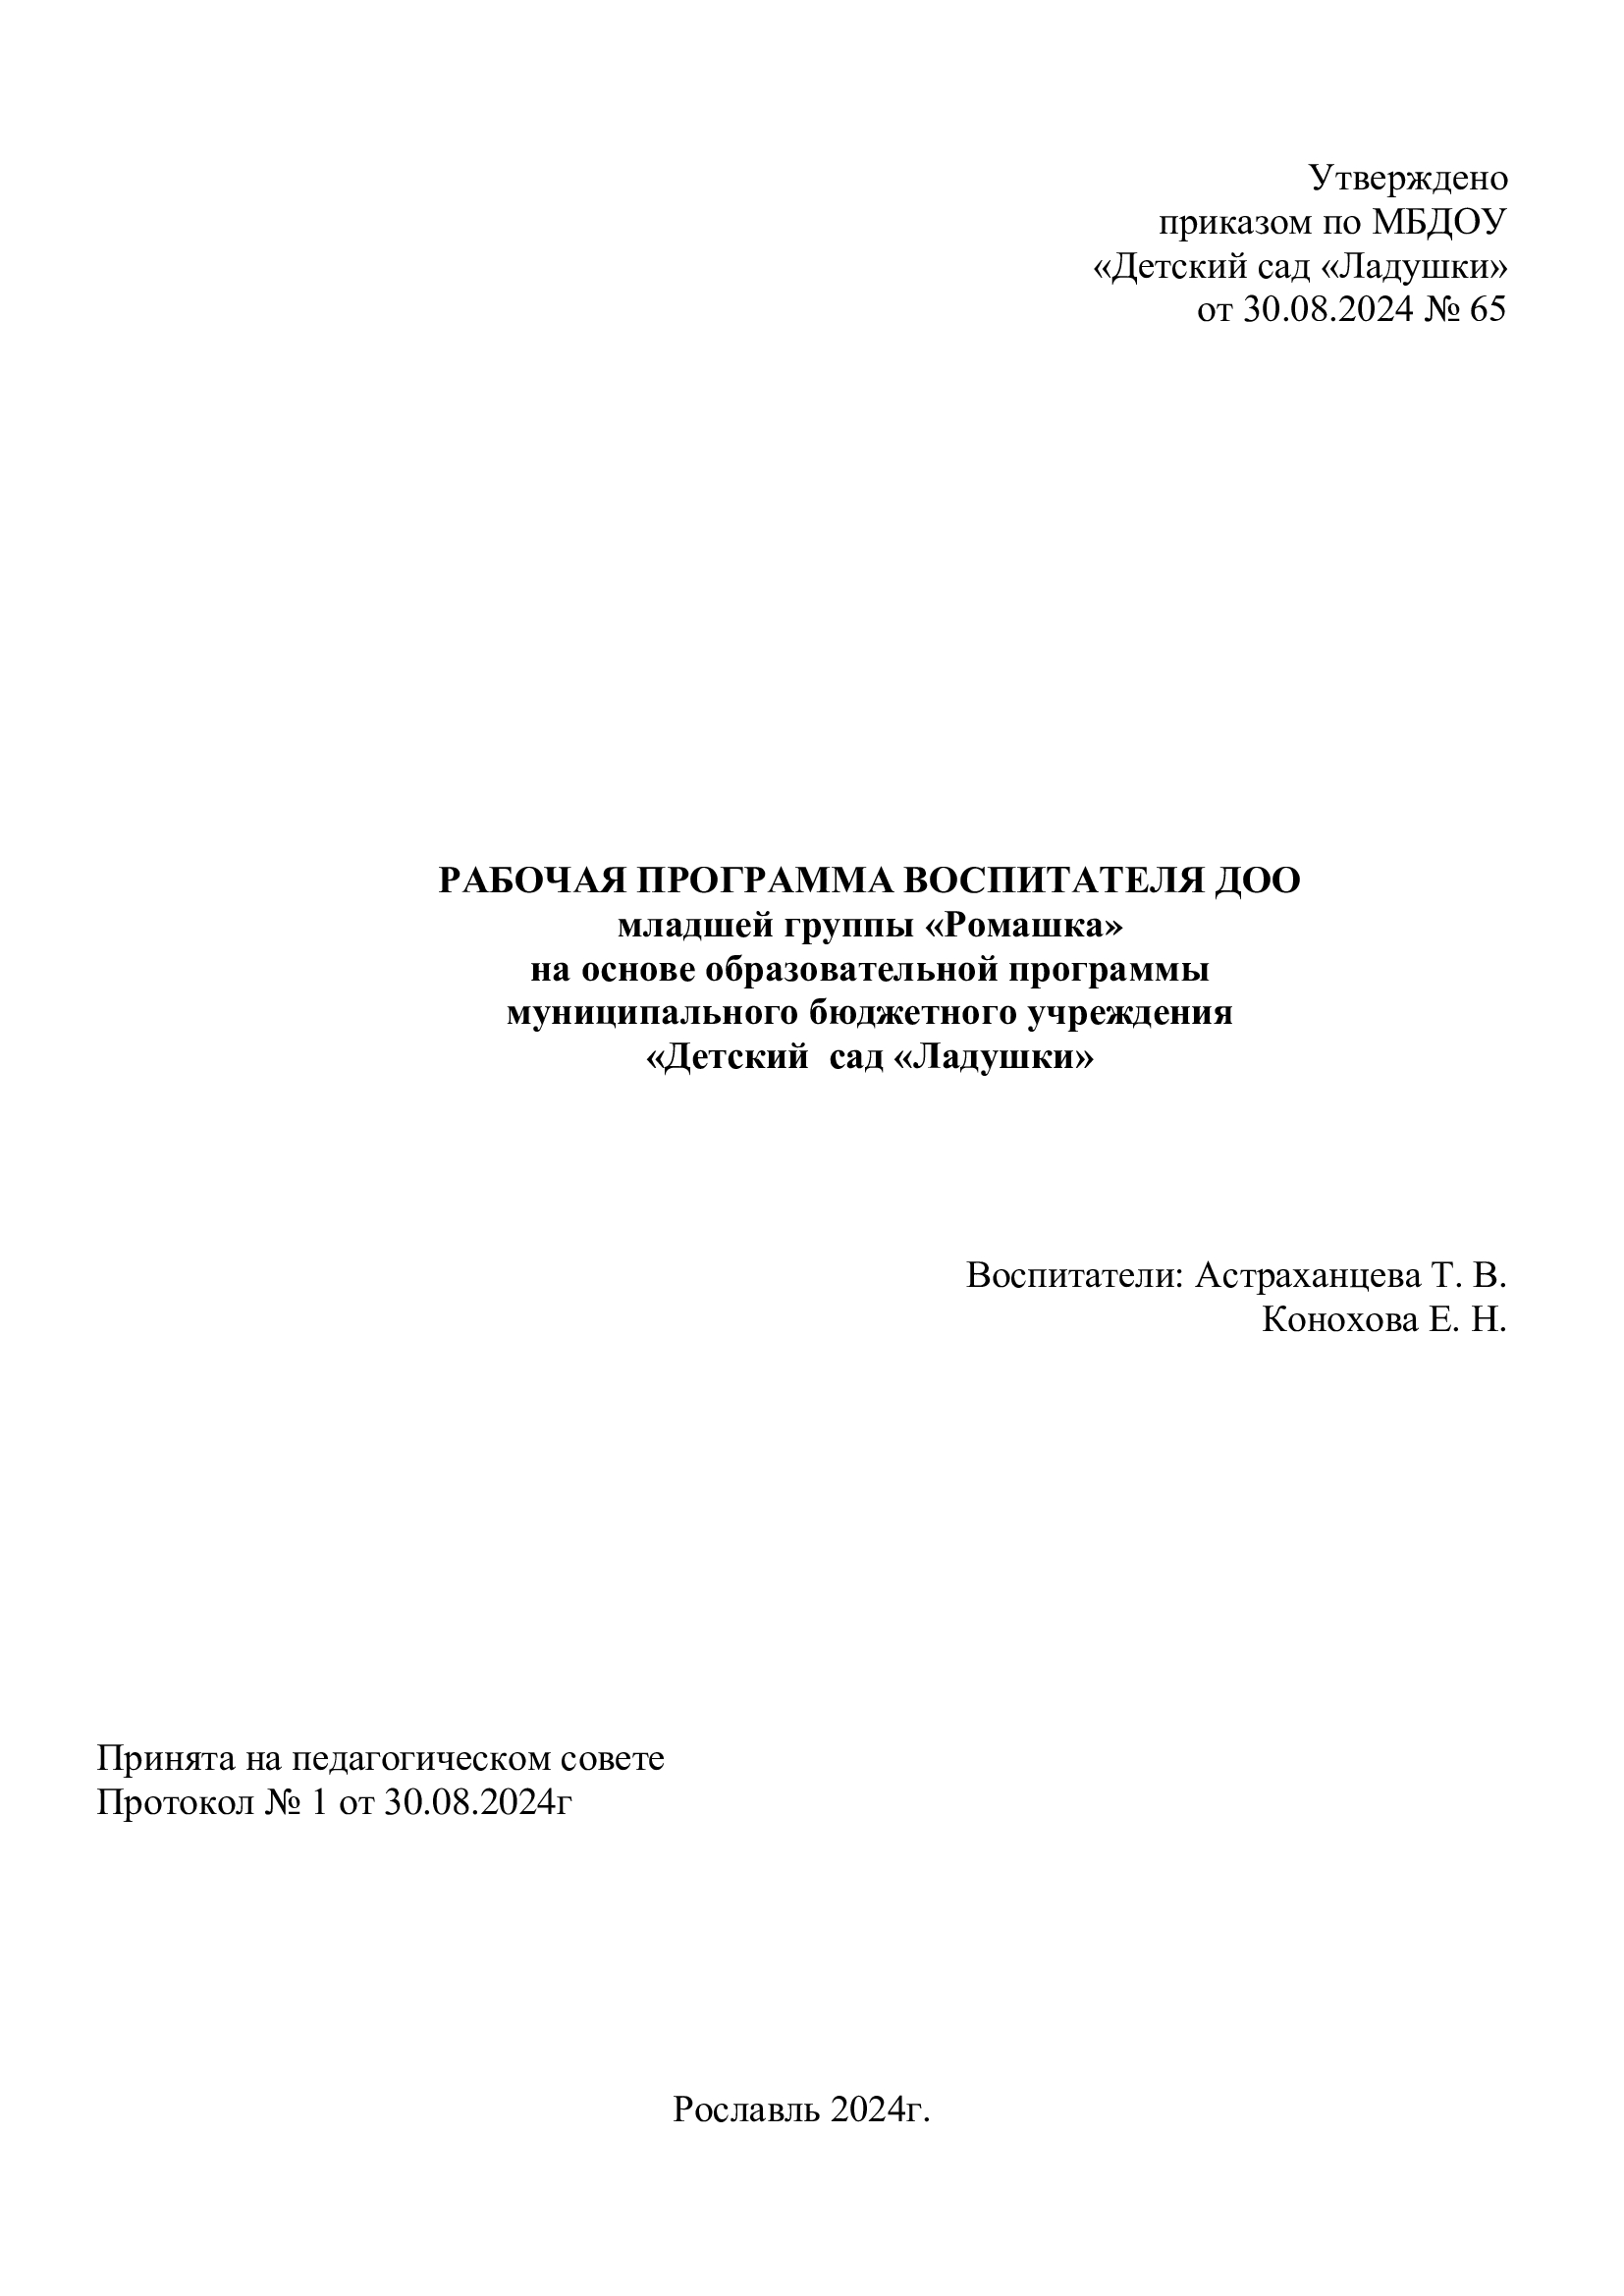 Утверждено
приказом по МБДОУ
«Детский сад «Ладушки»
от 30.08.2024 № 65
РАБОЧАЯ ПРОГРАММА ВОСПИТАТЕЛЯ ДОО
младшей группы «Ромашка»
на основе образовательной программы
муниципального бюджетного учреждения
«Детский  сад «Ладушки»
Воспитатели: Астраханцева Т. В.
Конохова Е. Н.
Принята на педагогическом совете
Протокол № 1 от 30.08.2024г
Рославль 2024г.